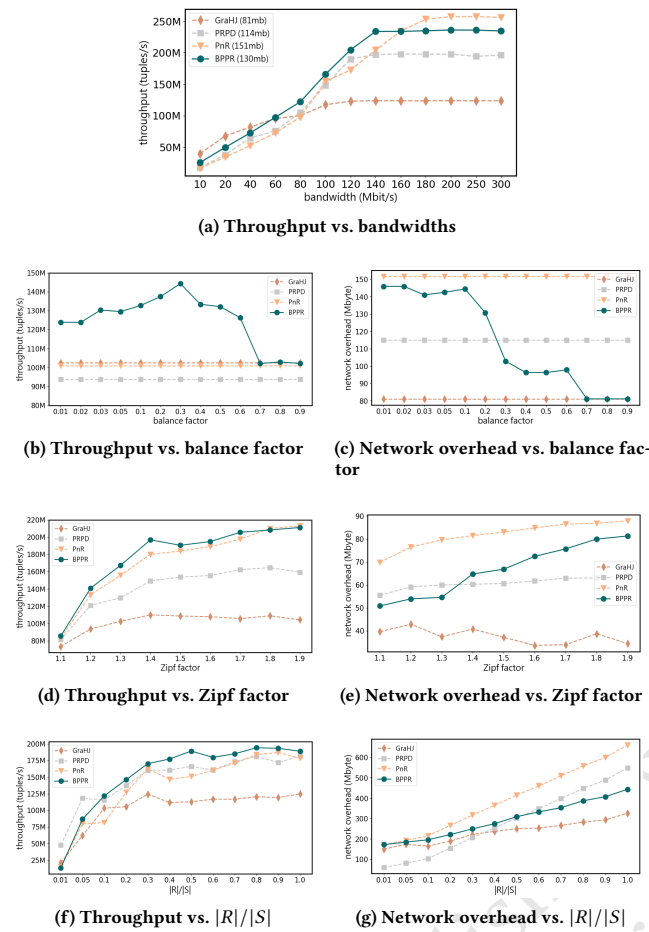 250M
200M
150M
100M
50M
throughput (tuples/s)
GraHJ (81mb)
PRPD (114mb)
PnR (151mb)
BPPR (130mb)
10 20 40 60 80 100 120 140 160 180 200 250 300
bandwidth (Mbit/s)
(a) Throughput vs. bandwidths
150M
140M
130M
120M
110M
100M
90M
80M
throughput (tuples/s)
GraHJ
PRPD
PnR
BPPR
0.01 0.02 0.03 0.05 0.1 0.2 0.3 0.4 0.5 0.6 0.7 0.8 0.9
balance factor
(b) Throughput vs. balance factor
150
140
130
120
110
100
90
80
network overhead (Mbyte)
GraHJ
PRPD
PnR
BPPR
0.01 0.02 0.03 0.05 0.1 0.2 0.3 0.4 0.5 0.6 0.7 0.8 0.9
balance factor
(c) Network overhead vs. balance fac-
tor
220M
200M
180M
160M
140M
120M
100M
80M
throughput (tuples/s)
GraHJ
PRPD
PnR
BPPR
1.1 1.2 1.3 1.4 1.5 1.6 1.7 1.8 1.9
Zipf factor
(d) Throughput vs. Zipf factor
90
80
70
60
50
40
network overhead (Mbyte)
GraHJ
PRPD
PnR
BPPR
1.1 1.2 1.3 1.4 1.5 1.6 1.7 1.8 1.9
Zipf factor
(e) Network overhead vs. Zipf factor
200M
175M
150M
125M
100M
75M
50M
25M
throughput (tuples/s)
GraHJ
PRPD
PnR
BPPR
0.01 0.05 0.1 0.2 0.3 0.4 0.5 0.6 0.7 0.8 0.9 1.0
|R|/|S|
(f) Throughput vs. |R|/|S|
600
500
400
300
200
100
network overhead (Mbyte)
GraHJ
PRPD
PnR
BPPR
0.01 0.05 0.1 0.2 0.3 0.4 0.5 0.6 0.7 0.8 0.9 1.0
|R|/|S|
(g) Network overhead vs. |R|/|S|